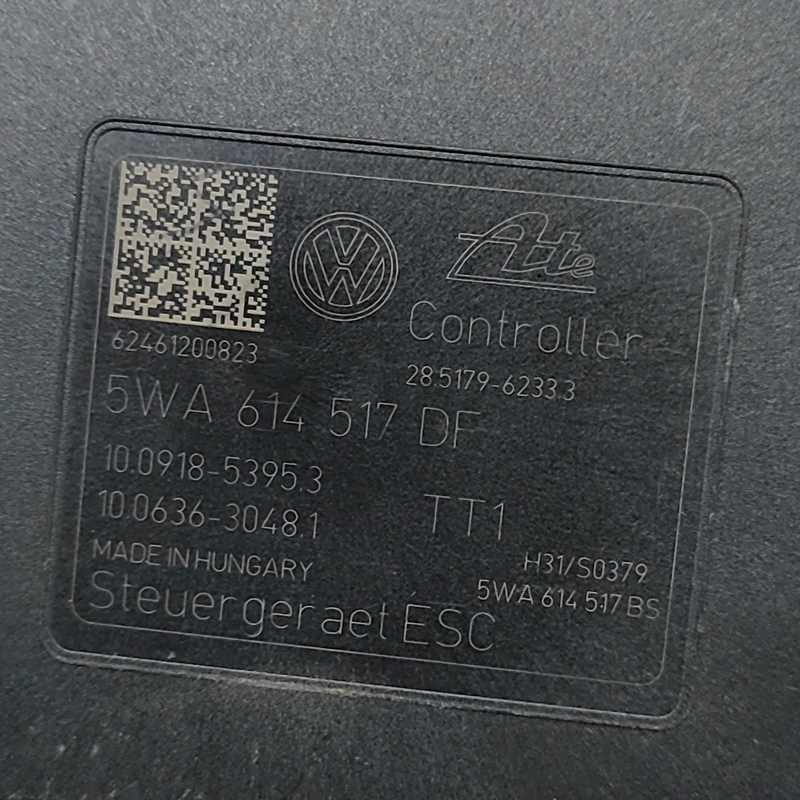 Ate
Controller
62461200823
28.5179-6233.3
5WA 614 517 DF
10.0918-5395.3
10.0636-3048.1
TT1
MADE IN HUNGARY
H31/S0379
5WA 614 517 BS
Steuergeraet ESC